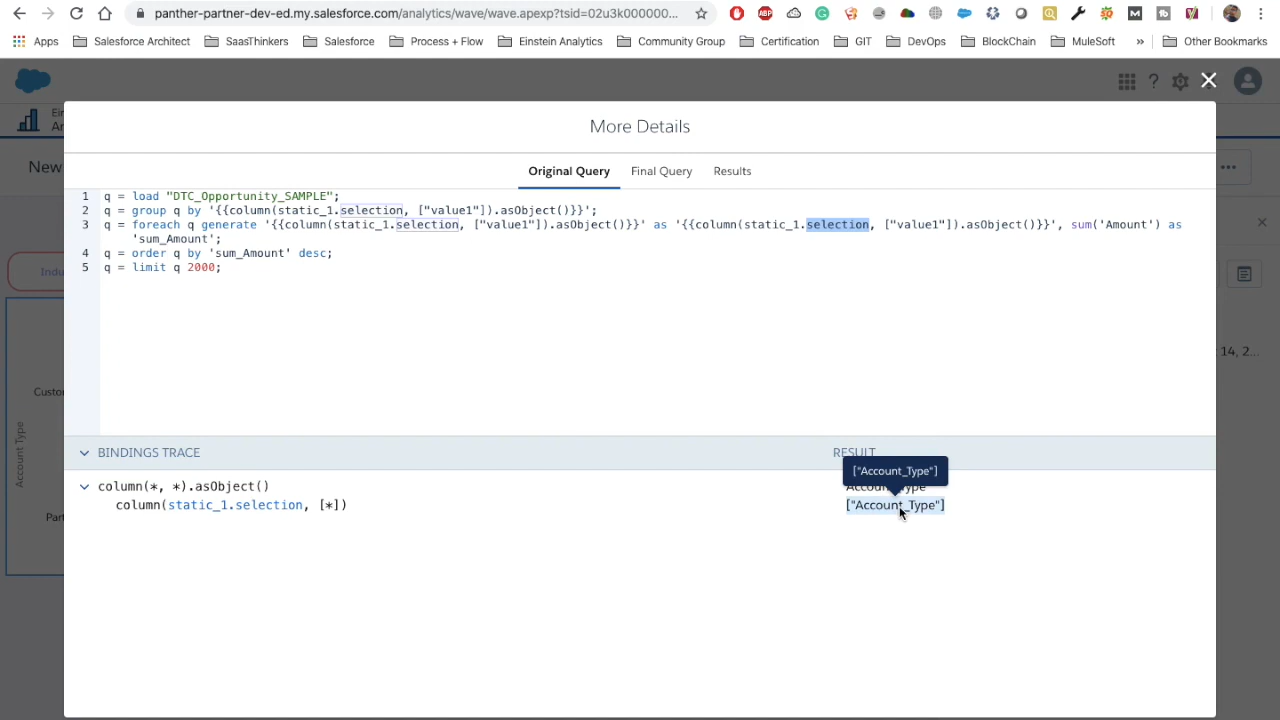 panther-partner-dev-ed.my.salesforce.com/analytics/wave/wave.apexp?tsid=02u3k000000...
Apps Salesforce Architect SaasThinkers Salesforce Process + Flow Einstein Analytics Community Group Certification GIT DevOps BlockChain MuleSoft » Other Bookmarks
More Details
New
Original Query Final Query Results
1 q = load "DTC_Opportunity_SAMPLE";
2 q = group q by '{{column(static_1.selection, ["value1"]).asObject()}}';
3 q = foreach q generate '{{column(static_1.selection, ["value1"]).asObject()}}' as '{{column(static_1.selection, ["value1"]).asObject()}}', sum('Amount') as
'sum_Amount';
4 q = order q by 'sum_Amount' desc;
5 q = limit q 2000;
14, 2...
Account Type
BINDINGS TRACE RESULT
["Account_Type"]
column(*, *).asObject() Account_Type
column(static_1.selection, [*]) ["Account_Type"]